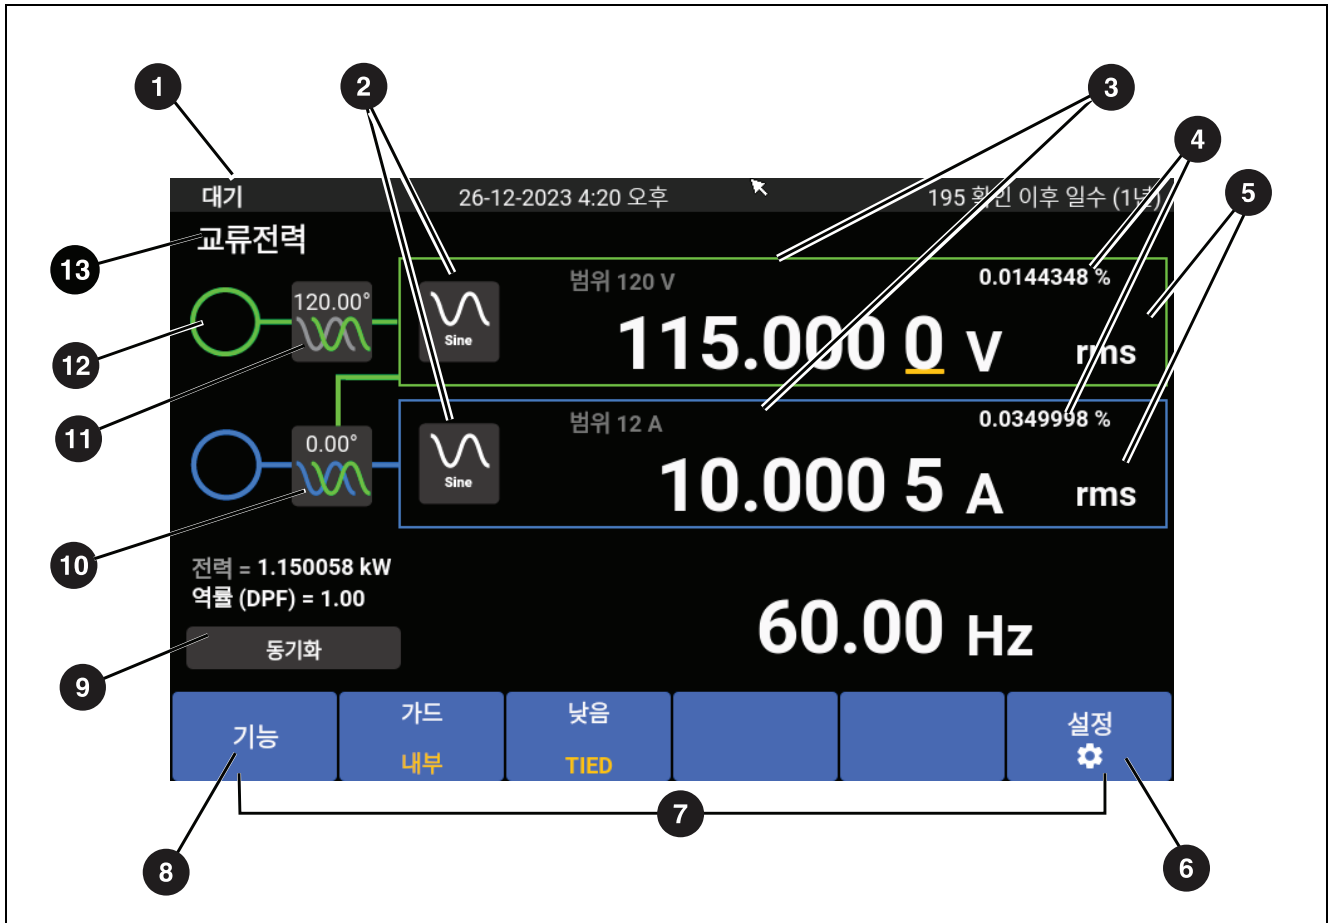 1
2
3
4
5
대기 26-12-2023 4:20 오후 195 확인 이후 일수 (1년)
교류전력
13
범위 120 V 0.0144348 %
120.00°
Sine
115.000 0 V rms
12
11
범위 12 A 0.0349998 %
0.00°
Sine
10.000 5 A rms
10
전력 = 1.150058 kW
역률 (DPF) = 1.00
60.00 Hz
동기화
9
기능
가드
내부
낮음
TIED
설정
7
8
6